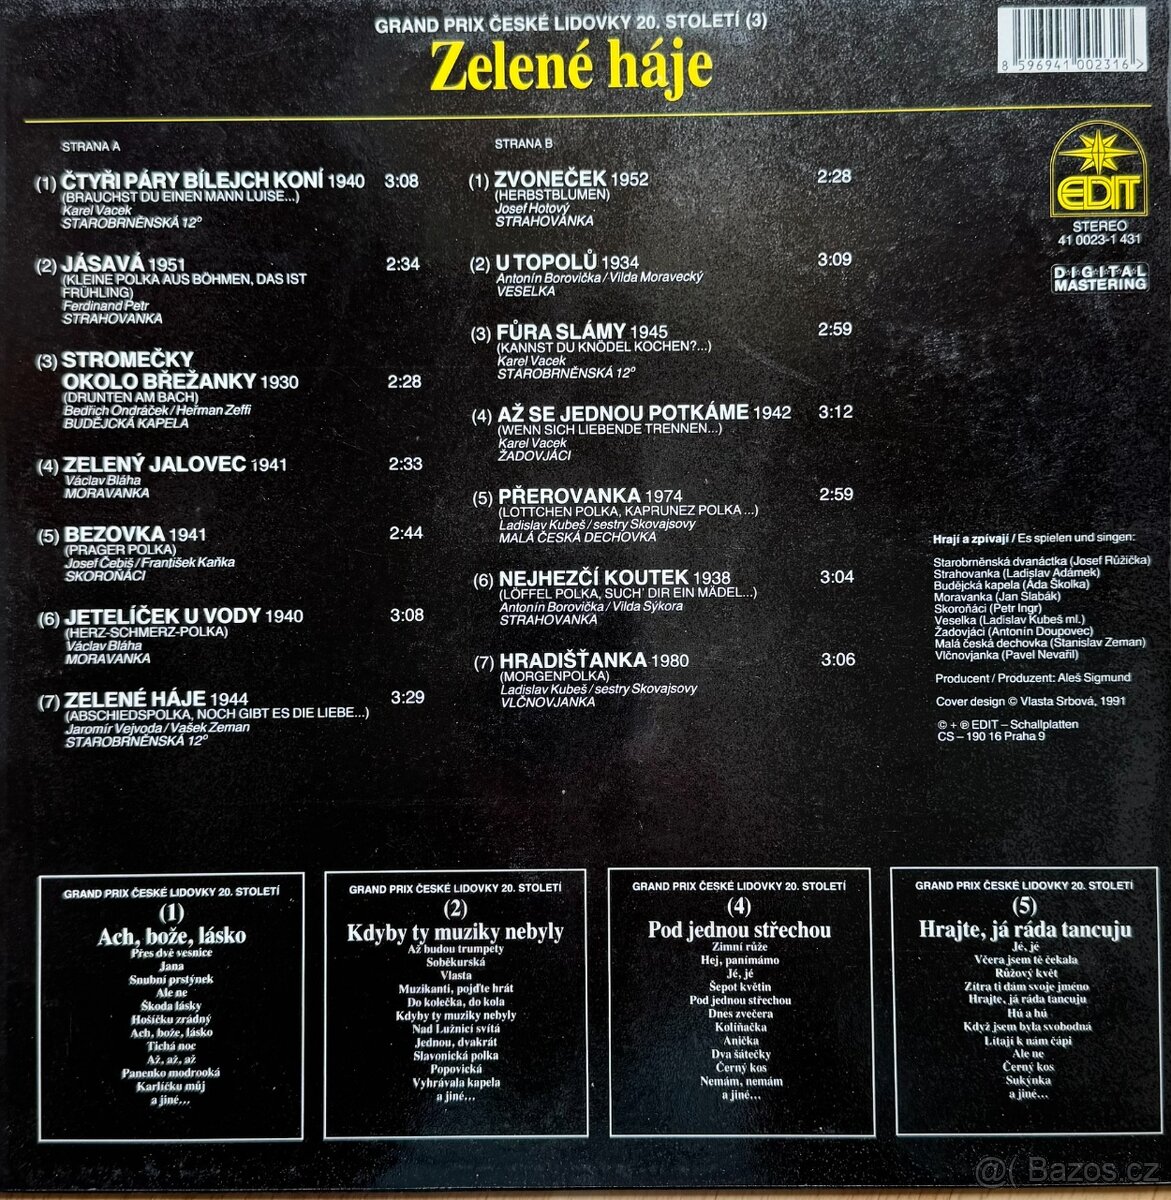 GRAND PRIX ČESKÉ LIDOVKY 20. STOLETÍ (3)
Zelené háje
8 596941 002316 >
STRANA A
(1) ČTYŘI PÁRY BÍLEJCH KONÍ 1940 3:08
(BRAUCHST DU EINEN MANN LUISE...)
Karel Vacek
STAROBRNĚNSKÁ 12°
(2) JÁSAVÁ 1951 2:34
(KLEINE POLKA AUS BÖHMEN, DAS IST
FRÜHLING)
Ferdinand Petr
STRAHOVANKA
(3) STROMEČKY
OKOLO BŘEŽANKY 1930 2:28
(DRUNTEN AM BACH)
Bedřich Ondráček / Heřman Zeffi
BUDĚJCKÁ KAPELA
(4) ZELENÝ JALOVEC 1941 2:33
Václav Bláha
MORAVANKA
(5) BEZOVKA 1941 2:44
(PRAGER POLKA)
Josef Čebiš / František Kaňka
SKOROŇÁCI
(6) JETELÍČEK U VODY 1940 3:08
(HERZ-SCHMERZ-POLKA)
Václav Bláha
MORAVANKA
(7) ZELENÉ HÁJE 1944 3:29
(ABSCHIEDSPOLKA, NOCH GIBT ES DIE LIEBE...)
Jaromír Vejvoda / Vašek Zeman
STAROBRNĚNSKÁ 12°
STRANA B
(1) ZVONEČEK 1952 2:28
(HERBSTBLUMEN)
Josef Hotový
STRAHOVANKA
(2) U TOPOLŮ 1934 3:09
Antonín Borovička / Vilda Moravecký
VESELKA
(3) FŮRA SLÁMY 1945 2:59
(KANNST DU KNÖDEL KOCHEN?...)
Karel Vacek
STAROBRNĚNSKÁ 12°
(4) AŽ SE JEDNOU POTKÁME 1942 3:12
(WENN SICH LIEBENDE TRENNEN...)
Karel Vacek
ŽADOVJÁCI
(5) PŘEROVANKA 1974 2:59
(LOTTCHEN POLKA, KAPRUNEZ POLKA ...)
Ladislav Kubeš / sestry Skovajsovy
MALÁ ČESKÁ DECHOVKA
(6) NEJHEZČÍ KOUTEK 1938 3:04
(LÖFFEL POLKA, SUCH' DIR EIN MÄDEL...)
Antonín Borovička / Vilda Sýkora
STRAHOVANKA
(7) HRADIŠŤANKA 1980 3:06
(MORGENPOLKA)
Ladislav Kubeš / sestry Skovajsovy
VLČNOVJANKA
EDIT
STEREO
41 0023-1 431
DIGITAL
MASTERING
Hrají a zpívají / Es spielen und singen:
Starobrněnská dvanáctka (Josef Růžička)
Strahovanka (Ladislav Adámek)
Budějcká kapela (Áda Školka)
Moravanka (Jan Slabák)
Skoroňáci (Petr Ingr)
Veselka (Ladislav Kubeš ml.)
Žadovjáci (Antonín Doupovec)
Malá česká dechovka (Stanislav Zeman)
Vlčnovjanka (Pavel Nevařil)
Producent / Produzent: Aleš Sigmund
Cover design © Vlasta Srbová, 1991
© + ℗ EDIT – Schallplatten
CS – 190 16 Praha 9
GRAND PRIX ČESKÉ LIDOVKY 20. STOLETÍ
(1)
Ach, bože, lásko
Přes dvě vesnice
Jana
Snubní prstýnek
Ale ne
Škoda lásky
Hošíčku zrádný
Ach, bože, lásko
Tichá noc
Až, až, až
Panenko modrooká
Karlíčku můj
a jiné...
GRAND PRIX ČESKÉ LIDOVKY 20. STOLETÍ
(2)
Kdyby ty muziky nebyly
Až budou trumpety
Soběkurská
Vlasta
Muzikanti, pojďte hrát
Do kolečka, do kola
Kdyby ty muziky nebyly
Nad Lužnicí svítá
Jednou, dvakrát
Slavonická polka
Popovická
Vyhrávala kapela
a jiné...
GRAND PRIX ČESKÉ LIDOVKY 20. STOLETÍ
(4)
Pod jednou střechou
Zimní růže
Hej, panímámo
Jé, jé
Šepot květin
Pod jednou střechou
Dnes zvečera
Kolíňačka
Anička
Dva šátečky
Černý kos
Nemám, nemám
a jiné...
GRAND PRIX ČESKÉ LIDOVKY 20. STOLETÍ
(5)
Hrajte, já ráda tancuju
Jé, jé
Včera jsem tě čekala
Růžový květ
Zítra ti dám svoje jméno
Hrajte, já ráda tancuju
Hú a hú
Když jsem byla svobodná
Lítají k nám čápi
Ale ne
Černý kos
Sukýnka
a jiné...
@( Bazos.cz